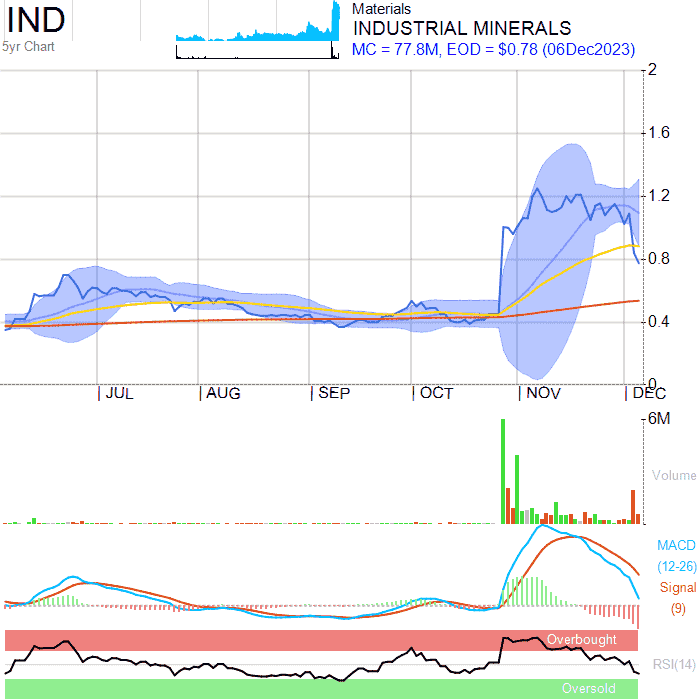 IND
5yr Chart
Materials
INDUSTRIAL MINERALS
MC = 77.8M, EOD = $0.78 (06Dec2023)
2
1.6
1.2
0.8
0.4
0
JUL
AUG
SEP
OCT
NOV
DEC
6M
Volume
MACD
(12-26)
Signal
(9)
Overbought
RSI(14)
Oversold